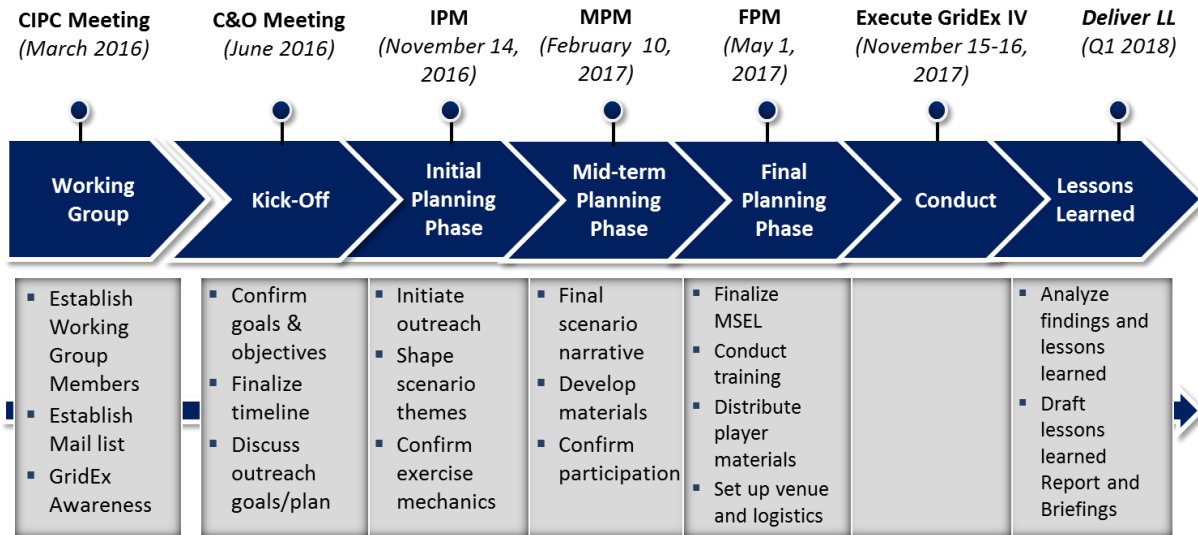 CIPC Meeting
(March 2016)
C&O Meeting
(June 2016)
IPM
(November 14,
2016)
MPM
(February 10,
2017)
FPM
(May 1,
2017)
Execute GridEx IV
(November 15-16,
2017)
Deliver LL
(Q1 2018)
Working
Group
Kick-Off
Initial
Planning
Phase
Mid-term
Planning
Phase
Final
Planning
Phase
Conduct
Lessons
Learned
▪ Establish
Working
Group
Members
▪ Establish
Mail list
▪ GridEx
Awareness
▪ Confirm
goals &
objectives
▪ Finalize
timeline
▪ Discuss
outreach
goals/plan
▪ Initiate
outreach
▪ Shape
scenario
themes
▪ Confirm
exercise
mechanics
▪ Final
scenario
narrative
▪ Develop
materials
▪ Confirm
participation
▪ Finalize
MSEL
▪ Conduct
training
▪ Distribute
player
materials
▪ Set up venue
and logistics
▪ Analyze
findings and
lessons
learned
▪ Draft
lessons
learned
Report and
Briefings